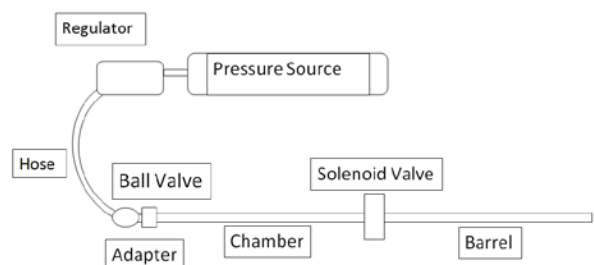 Regulator
Pressure Source
Hose
Ball Valve
Solenoid Valve
Adapter
Chamber
Barrel